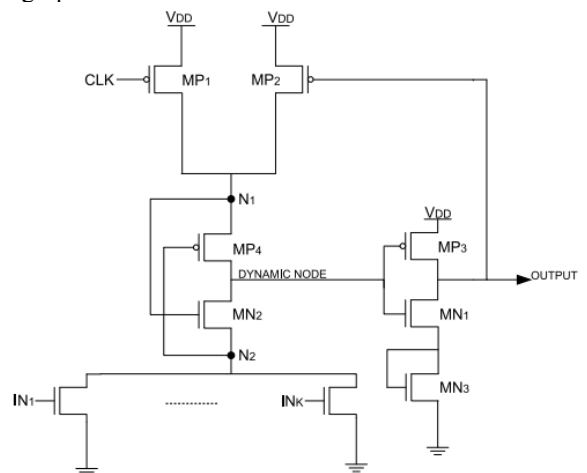 VDD
VDD
CLK
MP1
MP2
N1
VDD
MP4
MP3
DYNAMIC NODE
OUTPUT
MN2
MN1
N2
MN3
IN1
INK